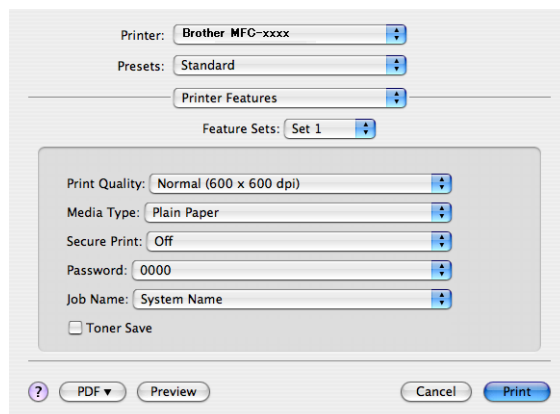 Printer: Brother MFC-xxxx
Presets: Standard
Printer Features
Feature Sets: Set 1
Print Quality: Normal (600 x 600 dpi)
Media Type: Plain Paper
Secure Print: Off
Password: 0000
Job Name: System Name
Toner Save
? PDF▼ Preview Cancel Print